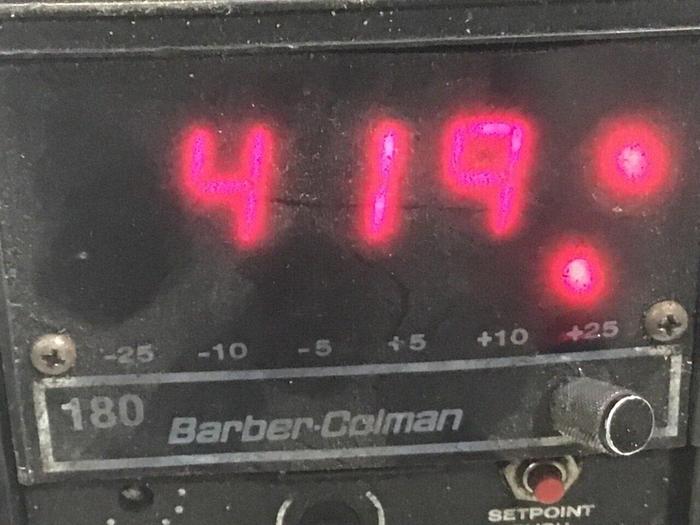 419
-25 -10 -5 +5 +10 +25
180 Barber-Colman
SETPOINT